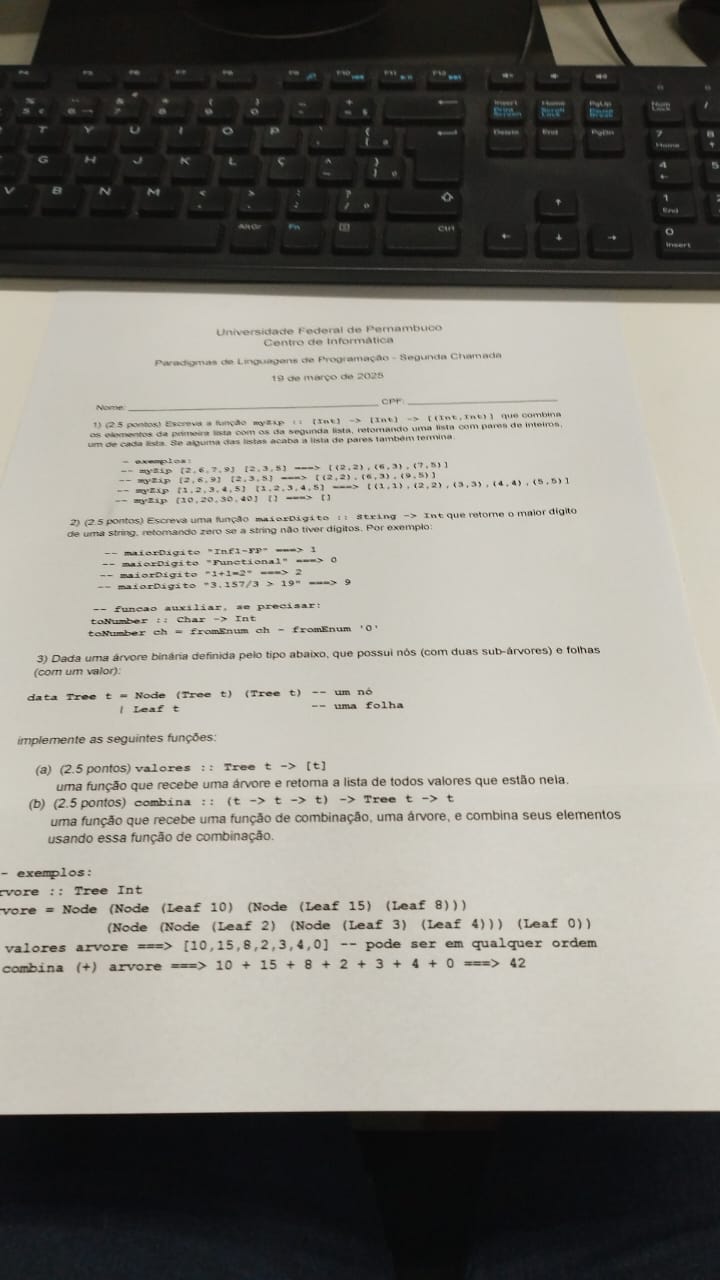 Universidade Federal de Pernambuco
Centro de Informática
Paradigmas de Linguagens de Programação - Segunda Chamada
19 de março de 2025
Nome: CPF:
1) (2.5 pontos) Escreva a função myZip :: [Int] -> [Int] -> [(Int,Int)] que combina
os elementos da primeira lista com os da segunda lista, retornando uma lista com pares de inteiros,
um de cada lista. Se alguma das listas acaba a lista de pares também termina.
- exemplos:
-- myZip [2,6,7,9] [2,3,5] ===> [(2,2),(6,3),(7,5)]
-- myZip [2,6,9] [2,3,5] ===> [(2,2),(6,3),(9,5)]
-- myZip [1,2,3,4,5] [1,2,3,4,5] ===> [(1,1),(2,2),(3,3),(4,4),(5,5)]
-- myZip [10,20,30,40] [] ===> []
2) (2.5 pontos) Escreva uma função maiorDigito :: String -> Int que retorne o maior dígito
de uma string, retornando zero se a string não tiver dígitos. Por exemplo:
-- maiorDigito "Inf1-FP" ===> 1
-- maiorDigito "Functional" ===> 0
-- maiorDigito "1+1=2" ===> 2
-- maiorDigito "3.157/3 > 19" ===> 9
-- funcao auxiliar, se precisar:
toNumber :: Char -> Int
toNumber ch = fromEnum ch - fromEnum '0'
3) Dada uma árvore binária definida pelo tipo abaixo, que possui nós (com duas sub-árvores) e folhas
(com um valor):
data Tree t = Node (Tree t) (Tree t) -- um nó
| Leaf t -- uma folha
implemente as seguintes funções:
(a) (2.5 pontos) valores :: Tree t -> [t]
uma função que recebe uma árvore e retorna a lista de todos valores que estão nela.
(b) (2.5 pontos) combina :: (t -> t -> t) -> Tree t -> t
uma função que recebe uma função de combinação, uma árvore, e combina seus elementos
usando essa função de combinação.
- exemplos:
rvore :: Tree Int
vore = Node (Node (Leaf 10) (Node (Leaf 15) (Leaf 8)))
(Node (Node (Leaf 2) (Node (Leaf 3) (Leaf 4))) (Leaf 0))
valores arvore ===> [10,15,8,2,3,4,0] -- pode ser em qualquer ordem
combina (+) arvore ===> 10 + 15 + 8 + 2 + 3 + 4 + 0 ===> 42